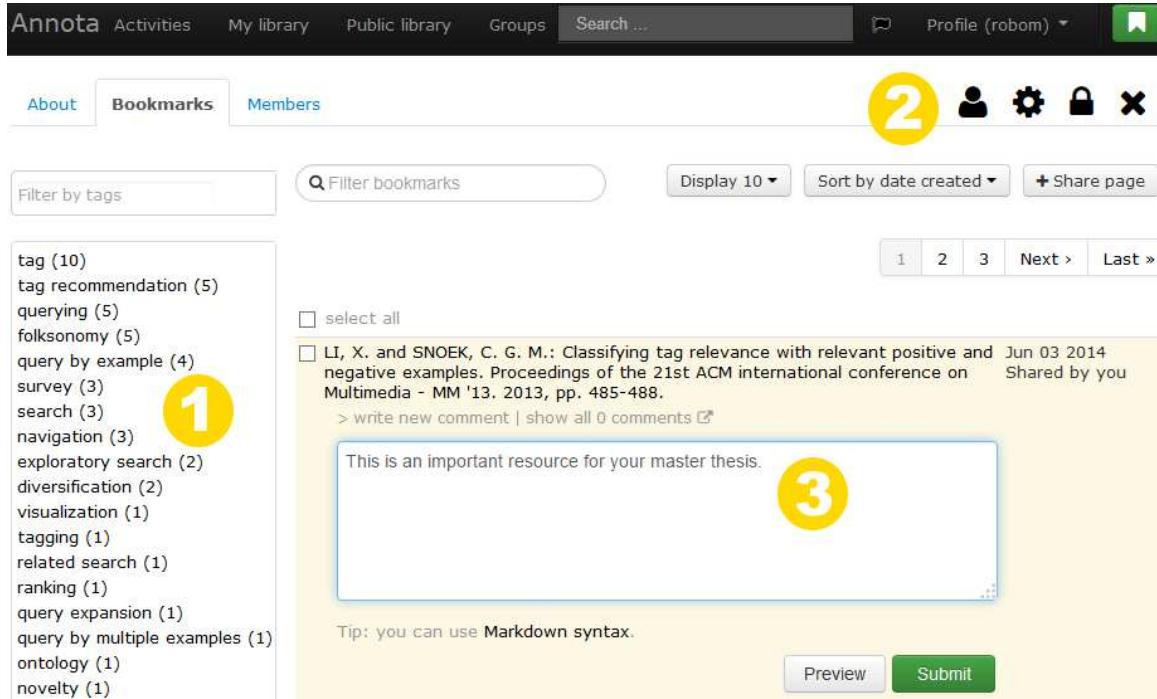 Annota Activities My library Public library Groups Search ... Profile (robom)
About Bookmarks Members
2
Filter by tags
Filter bookmarks
Display 10
Sort by date created
+ Share page
1 2 3 Next › Last »
tag (10)
tag recommendation (5)
querying (5)
folksonomy (5)
query by example (4)
survey (3)
search (3)
navigation (3)
exploratory search (2)
diversification (2)
visualization (1)
tagging (1)
related search (1)
ranking (1)
query expansion (1)
query by multiple examples (1)
ontology (1)
novelty (1)
1
select all
LI, X. and SNOEK, C. G. M.: Classifying tag relevance with relevant positive and
negative examples. Proceedings of the 21st ACM international conference on
Multimedia - MM '13. 2013, pp. 485-488.
Jun 03 2014
Shared by you
> write new comment | show all 0 comments
This is an important resource for your master thesis.
3
Tip: you can use Markdown syntax.
Preview Submit